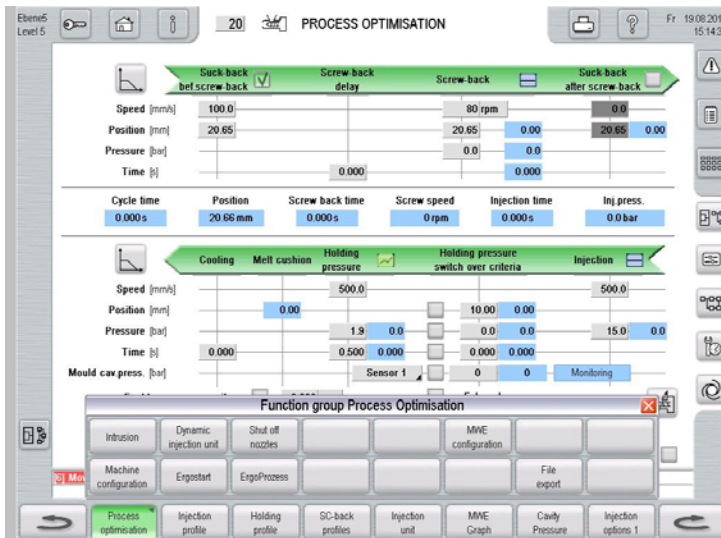 Ebene5
Level 5
20 PROCESS OPTIMISATION
Fr 19.08.201
15:14:3
Suck-back bef.screw-back
Screw-back delay
Screw-back
Suck-back after screw-back
Speed [mm/s] 100.0 80 rpm 0.0
Position [mm] 20.65 20.65 0.00 20.65 0.00
Pressure [bar] 0.0 0.0
Time [s] 0.000 0.000
Cycle time Position Screw back time Screw speed Injection time Inj.press.
0.000 s 20.66 mm 0.000 s 0 rpm 0.000 s 0.0 bar
Cooling
Melt cushion
Holding pressure
Holding pressure switch over criteria
Injection
Speed [mm/s] 500.0 500.0
Position [mm] 0.00 10.00 0.00
Pressure [bar] 1.9 0.0 0.0 0.0 15.0 0.0
Time [s] 0.000 0.500 0.000 0.000 0.000
Mould cav.press. [bar] Sensor 1 0 0 Monitoring
Function group Process Optimisation
Intrusion
Dynamic injection unit
Shut off nozzles
MWE configuration
Machine configuration
Ergostart
ErgoProzess
File export
Mov
Process optimisation
Injection profile
Holding profile
SC-back profiles
Injection unit
MWE Graph
Cavity Pressure
Injection options 1